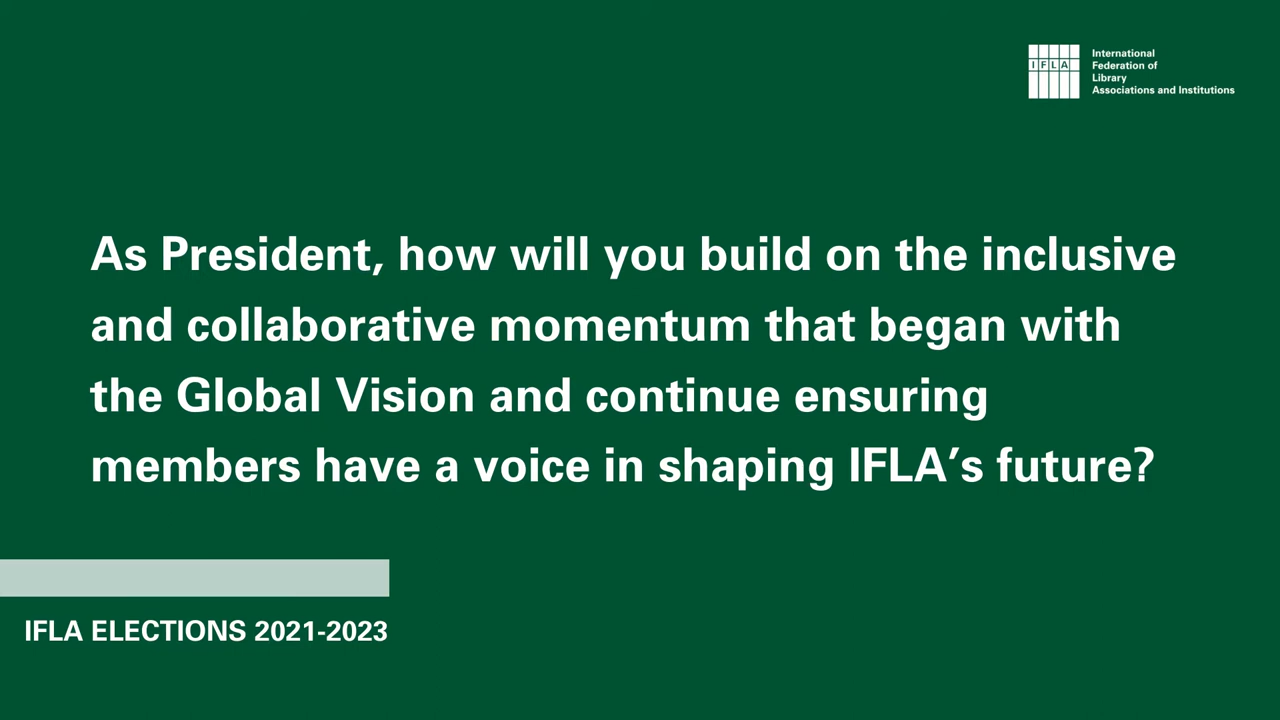 IFLA
International
Federation of
Library
Associations and Institutions
As President, how will you build on the inclusive
and collaborative momentum that began with
the Global Vision and continue ensuring
members have a voice in shaping IFLA’s future?
IFLA ELECTIONS 2021-2023